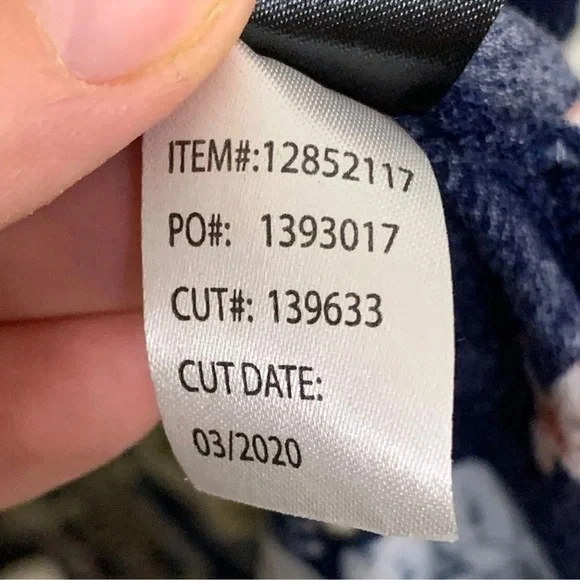 ITEM#:12852117
PO#: 1393017
CUT#: 139633
CUT DATE:
03/2020